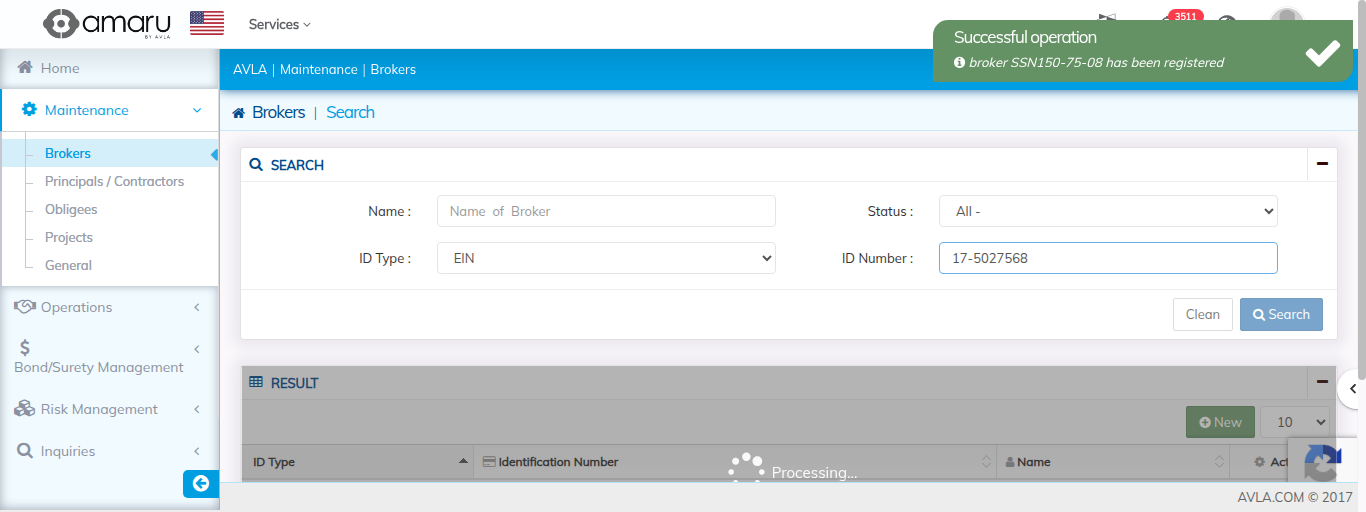 amaru
BY AVLA
Services
3511
Successful operation
broker SSN150-75-08 has been registered
Home
AVLA | Maintenance | Brokers
Maintenance
Brokers | Search
Brokers
Principals / Contractors
Obligees
Projects
General
SEARCH
Name :
Name of Broker
Status :
All -
ID Type :
EIN
ID Number :
17-5027568
Operations
Clean
Search
Bond/Surety Management
RESULT
Risk Management
New
10
Inquiries
ID Type
Identification Number
Name
Processing...
AVLA.COM © 2017